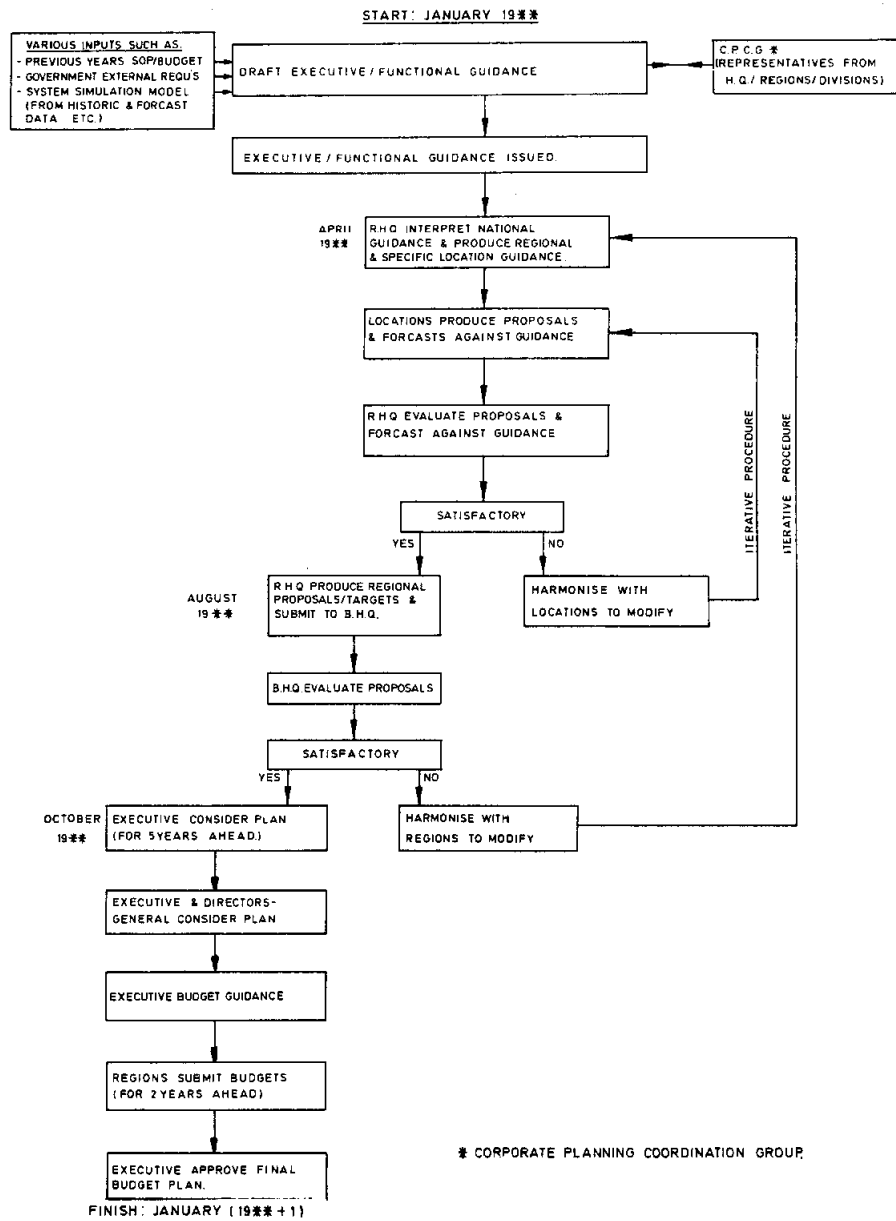 START: JANUARY 19**
VARIOUS INPUTS SUCH AS.
- PREVIOUS YEARS SOP/BUDGET
- GOVERNMENT EXTERNAL REQU'S
- SYSTEM SIMULATION MODEL
(FROM HISTORIC & FORCAST
DATA ETC.)
DRAFT EXECUTIVE / FUNCTIONAL GUIDANCE
C.P.C.G *
(REPRESENTATIVES FROM
H.Q./ REGIONS/ DIVISIONS)
EXECUTIVE / FUNCTIONAL GUIDANCE ISSUED.
APRIL
19**
R.H.Q INTERPRET NATIONAL
GUIDANCE & PRODUCE REGIONAL
& SPECIFIC LOCATION GUIDANCE.
LOCATIONS PRODUCE PROPOSALS
& FORCASTS AGAINST GUIDANCE
R.H.Q EVALUATE PROPOSALS &
FORCAST AGAINST GUIDANCE
ITERATIVE PROCEDURE
ITERATIVE PROCEDURE
SATISFACTORY
YES
NO
AUGUST
19**
R.H.Q PRODUCE REGIONAL
PROPOSALS/TARGETS &
SUBMIT TO B.H.Q.
HARMONISE WITH
LOCATIONS TO MODIFY
B.H.Q. EVALUATE PROPOSALS
SATISFACTORY
YES
NO
OCTOBER
19**
EXECUTIVE CONSIDER PLAN
(FOR 5 YEARS AHEAD.)
HARMONISE WITH
REGIONS TO MODIFY
EXECUTIVE & DIRECTORS-
GENERAL CONSIDER PLAN
EXECUTIVE BUDGET GUIDANCE
REGIONS SUBMIT BUDGETS
(FOR 2 YEARS AHEAD)
EXECUTIVE APPROVE FINAL
BUDGET PLAN.
* CORPORATE PLANNING COORDINATION GROUP.
FINISH: JANUARY (19**+1)